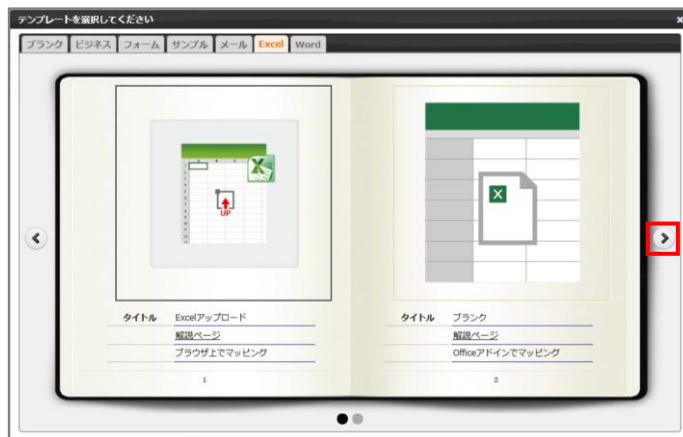 テンプレートを選択してください
ブランク ビジネス フォーム サンプル メール Excel Word
UP
タイトル Excelアップロード
解説ページ
ブラウザ上でマッピング
1
タイトル ブランク
解説ページ
Officeアドインでマッピング
2